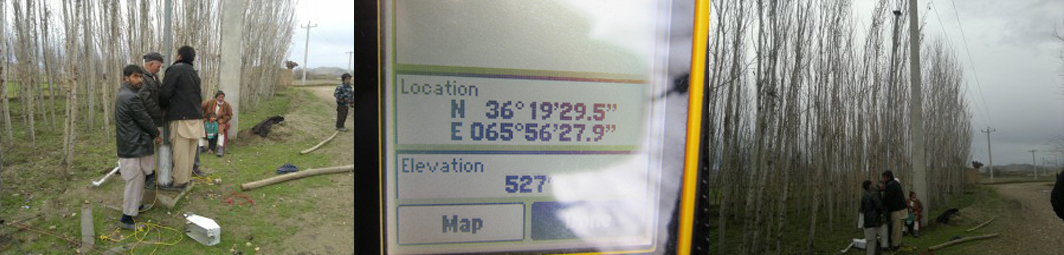 Location
N 36°19'29.5"
E 065°56'27.9"
Elevation
527
Map